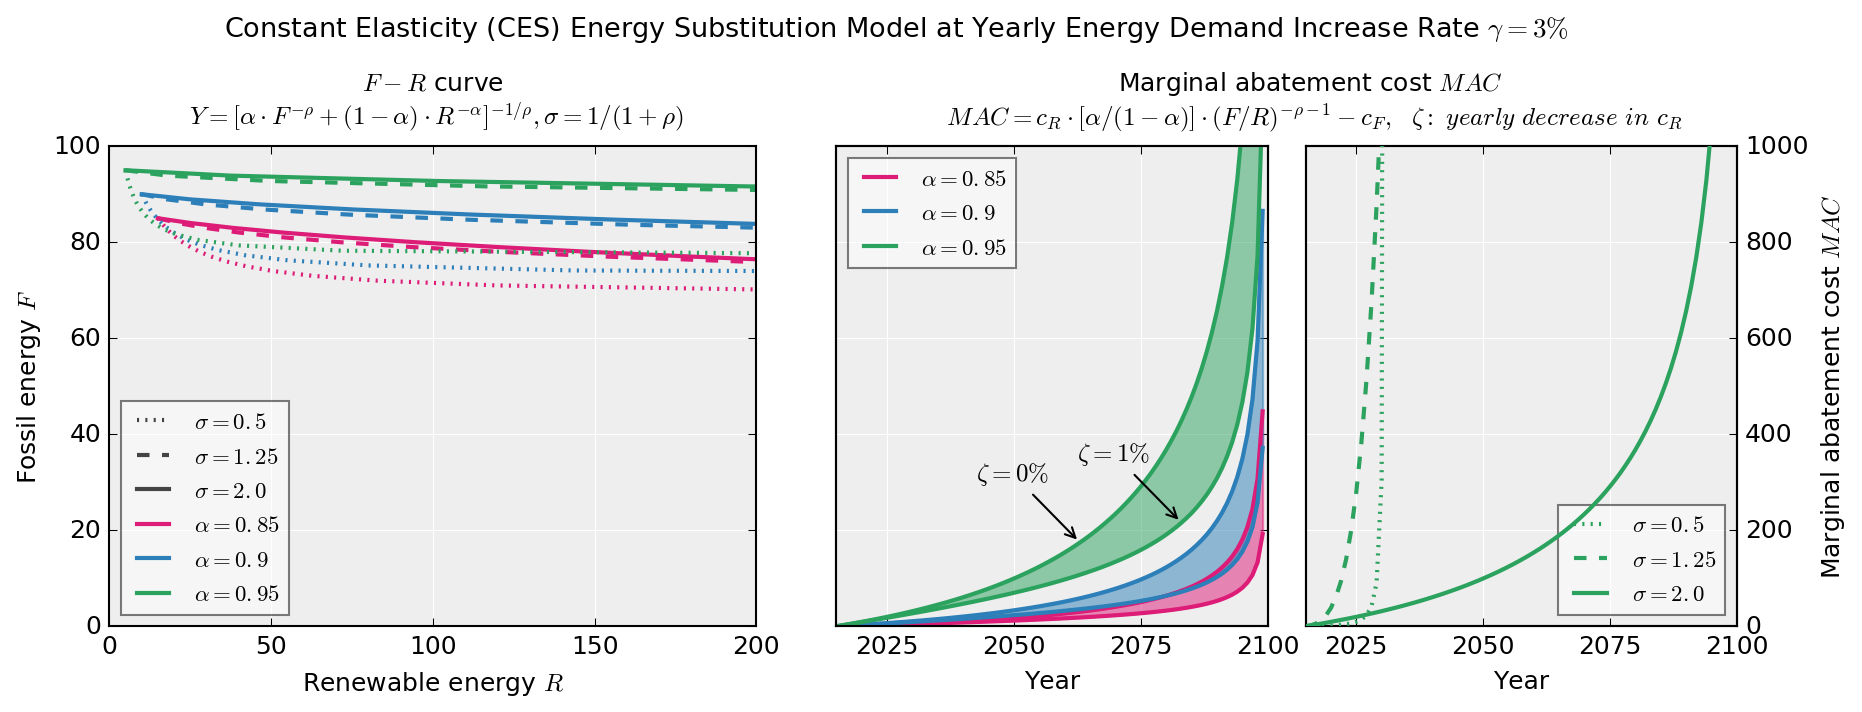 Constant Elasticity (CES) Energy Substitution Model at Yearly Energy Demand Increase Rate γ = 3%
F − R curve
Y = [α · F^{−ρ} + (1 − α) · R^{−α}]^{−1/ρ}, σ = 1/(1 + ρ)
100
80
60
40
20
0
Fossil energy F
0 50 100 150 200
Renewable energy R
σ = 0.5
σ = 1.25
σ = 2.0
α = 0.85
α = 0.9
α = 0.95
Marginal abatement cost MAC
MAC = c_R · [α/(1 − α)] · (F/R)^{−ρ−1} − c_F, ζ: yearly decrease in c_R
α = 0.85
α = 0.9
α = 0.95
ζ = 0%
ζ = 1%
2025 2050 2075 2100
Year
σ = 0.5
σ = 1.25
σ = 2.0
2025 2050 2075 2100
Year
1000
800
600
400
200
0
Marginal abatement cost MAC